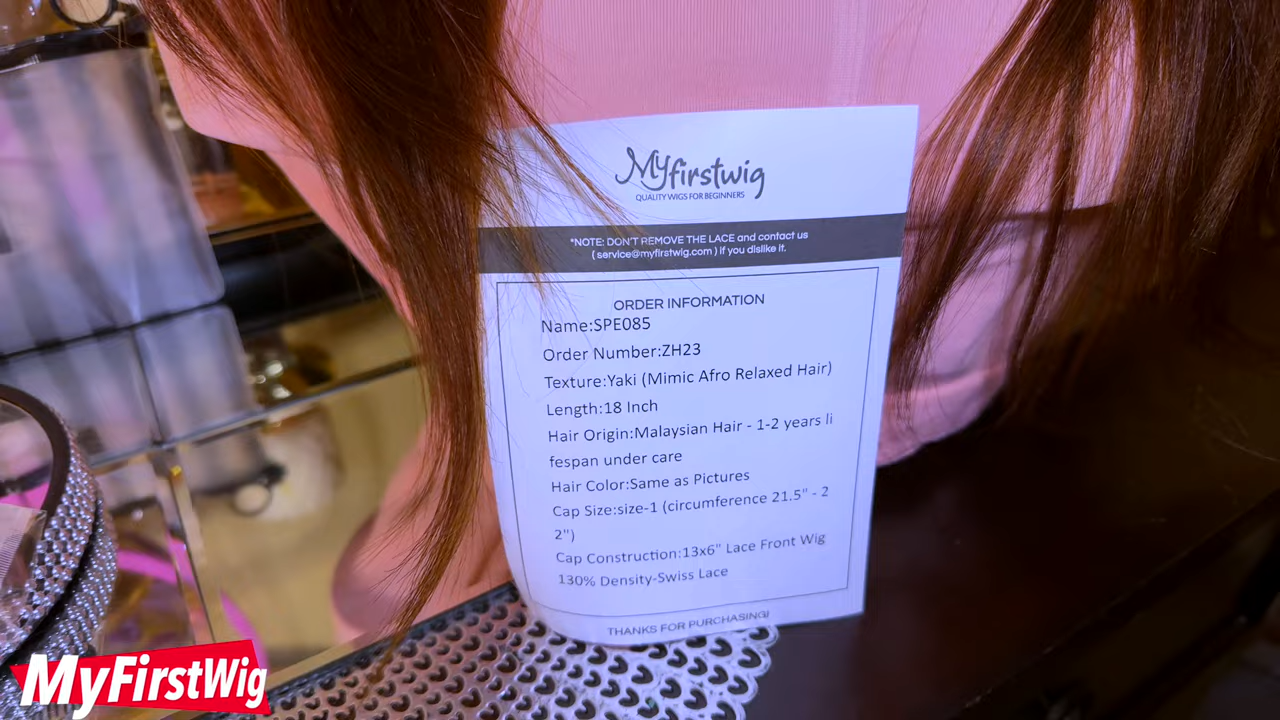 Myfirstwig
QUALITY WIGS FOR BEGINNERS
*NOTE: DON'T REMOVE THE LACE and contact us
( service@myfirstwig.com ) if you dislike it.
ORDER INFORMATION
Name:SPE085
Order Number:ZH23
Texture:Yaki (Mimic Afro Relaxed Hair)
Length:18 Inch
Hair Origin:Malaysian Hair - 1-2 years li
fespan under care
Hair Color:Same as Pictures
Cap Size:size-1 (circumference 21.5" - 2
2")
Cap Construction:13x6" Lace Front Wig
130% Density-Swiss Lace
THANKS FOR PURCHASING!
MyFirstWig